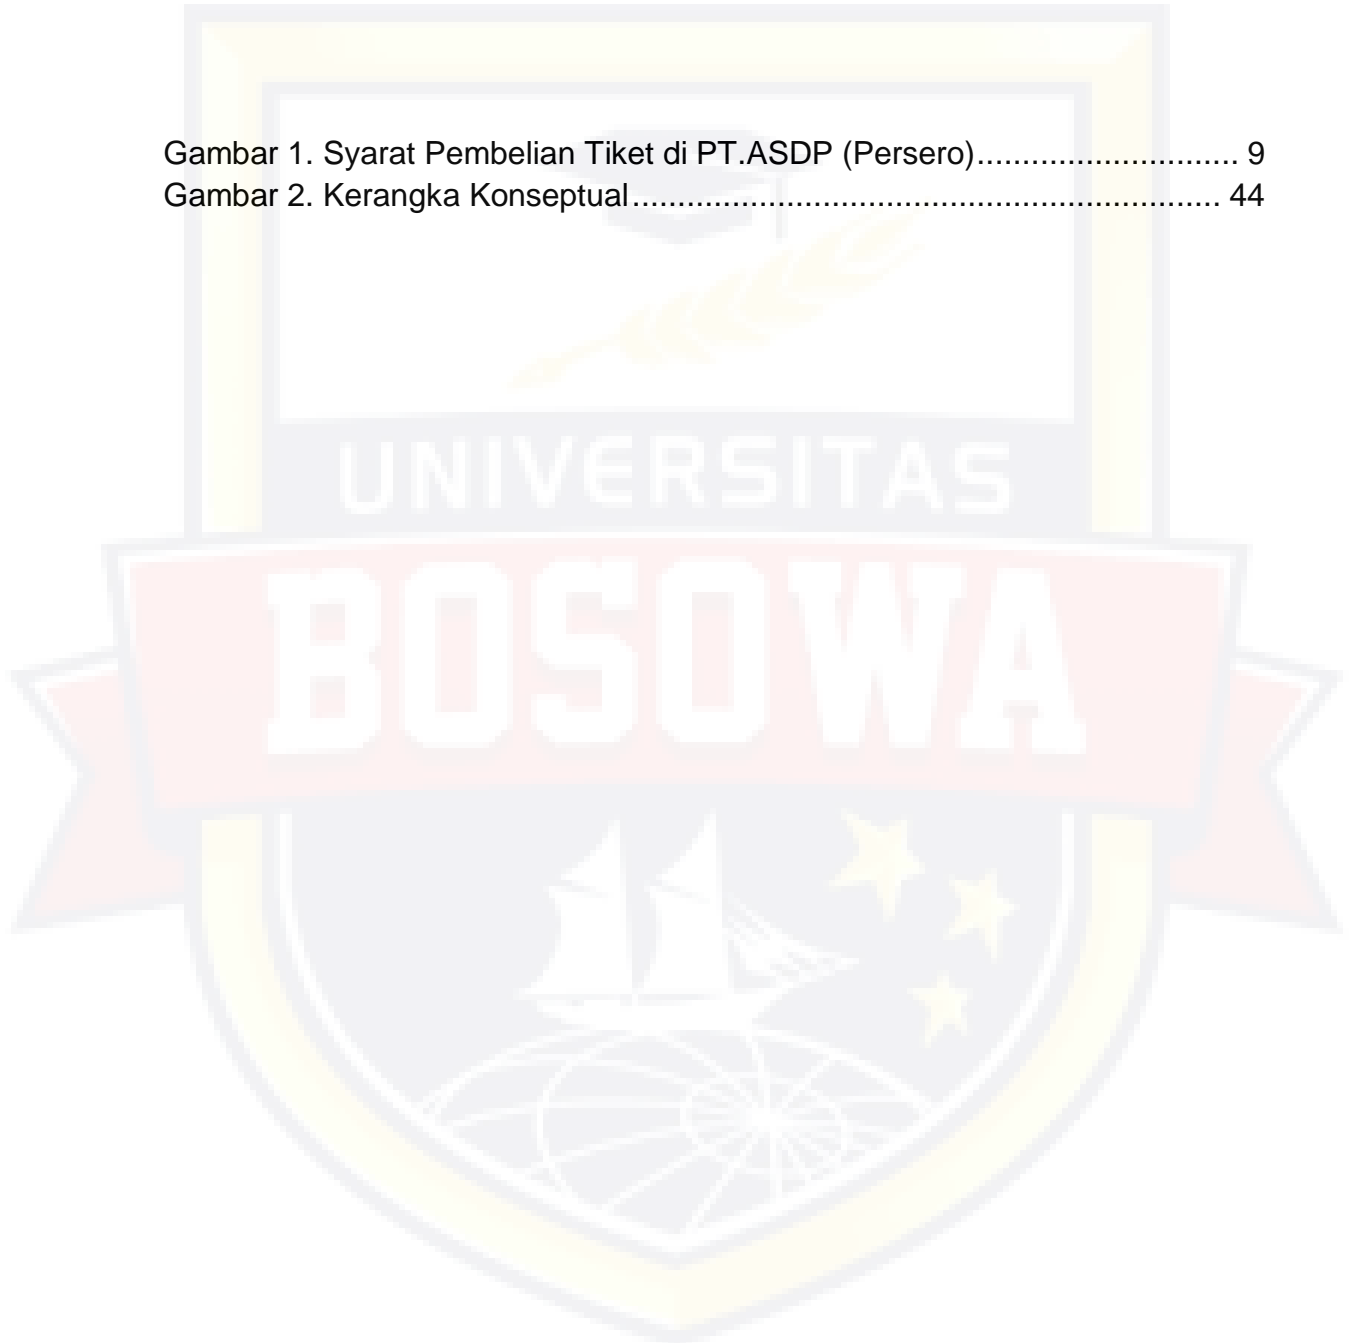 Gambar 1. Syarat Pembelian Tiket di PT.ASDP (Persero)............................. 9
Gambar 2. Kerangka Konseptual................................................................. 44
UNIVERSITAS
BOSOWA